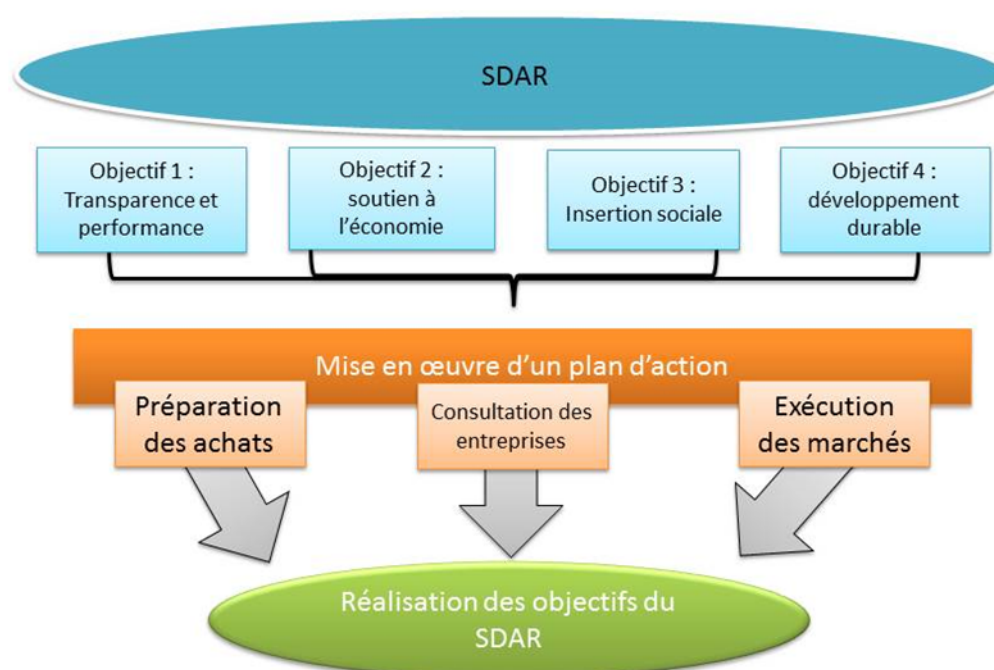 SDAR
Objectif 1 :
Transparence et
performance
Objectif 2 :
soutien à
l'économie
Objectif 3 :
Insertion sociale
Objectif 4 :
développement
durable
Mise en œuvre d'un plan d'action
Préparation
des achats
Consultation des
entreprises
Exécution
des marchés
Réalisation des objectifs du
SDAR